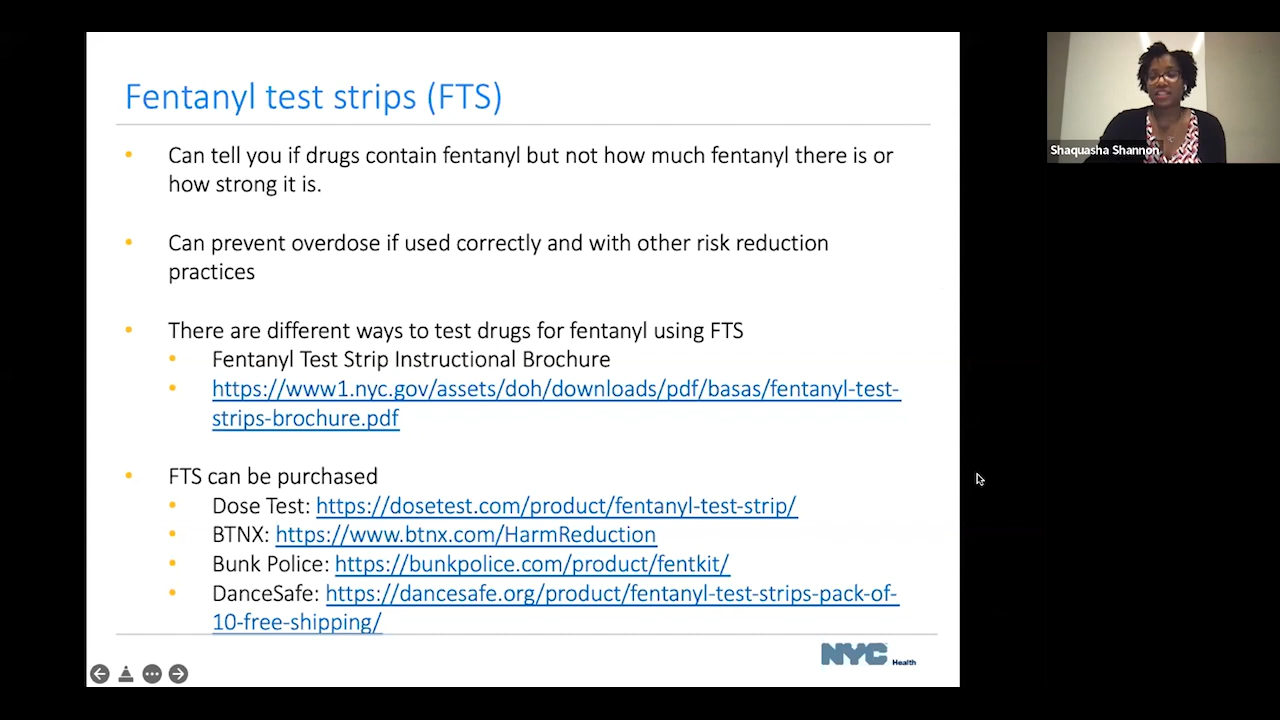 Fentanyl test strips (FTS)
• Can tell you if drugs contain fentanyl but not how much fentanyl there is or
how strong it is.
• Can prevent overdose if used correctly and with other risk reduction
practices
• There are different ways to test drugs for fentanyl using FTS
• Fentanyl Test Strip Instructional Brochure
• https://www1.nyc.gov/assets/doh/downloads/pdf/basas/fentanyl-test-
strips-brochure.pdf
• FTS can be purchased
• Dose Test: https://dosetest.com/product/fentanyl-test-strip/
• BTNX: https://www.btnx.com/HarmReduction
• Bunk Police: https://bunkpolice.com/product/fentkit/
• DanceSafe: https://dancesafe.org/product/fentanyl-test-strips-pack-of-
10-free-shipping/
NYC Health
Shaquasha Shannon